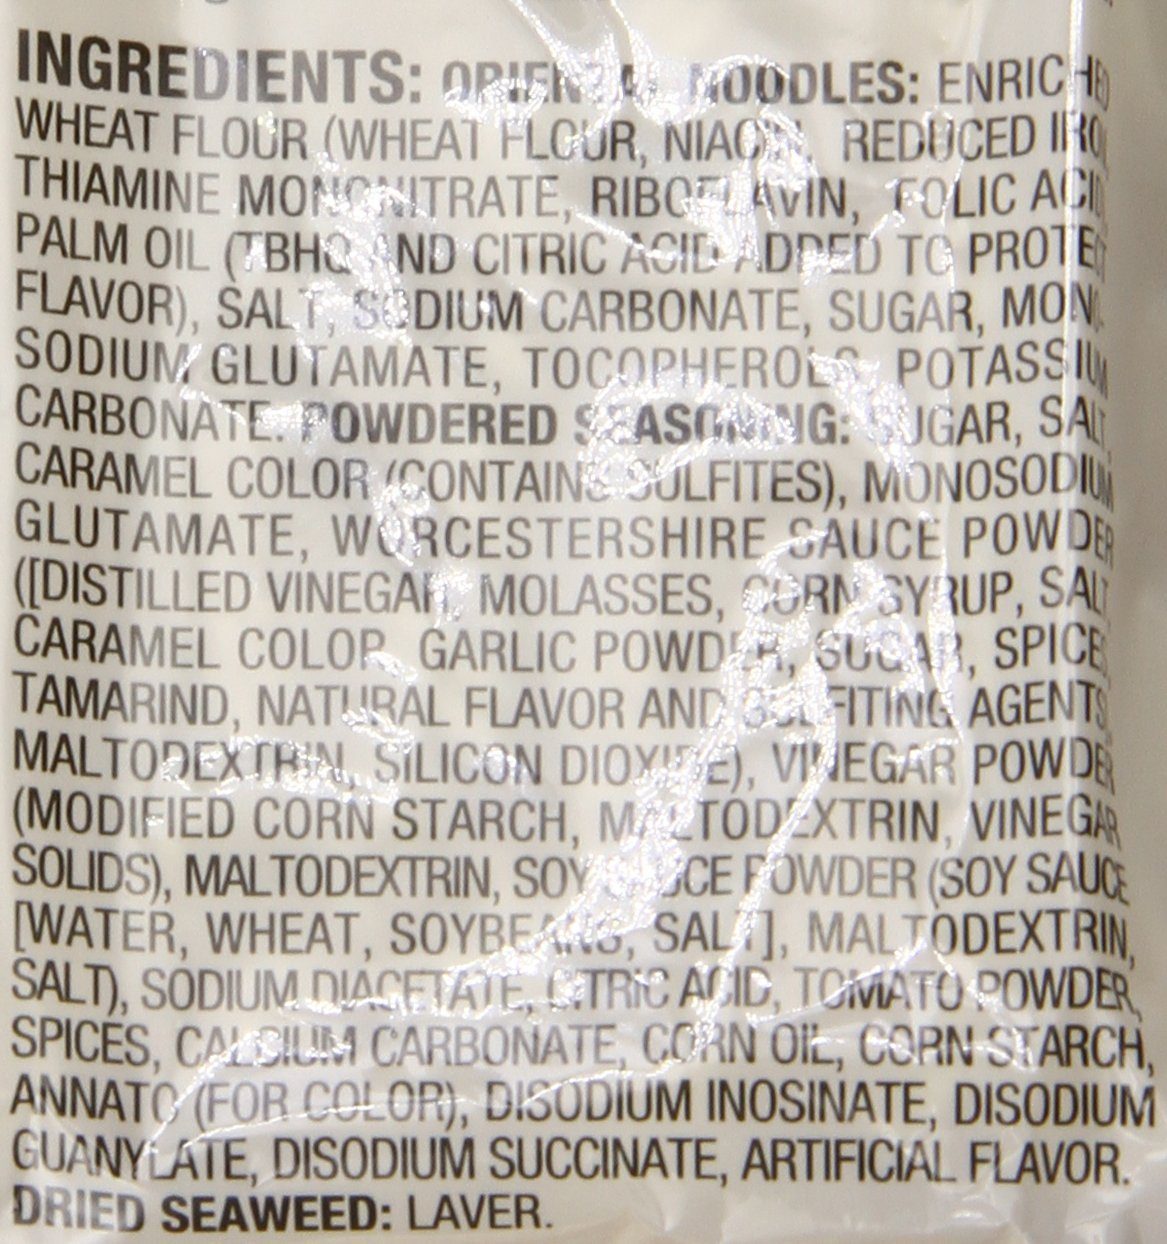 INGREDIENTS: ORIENTAL NOODLES: ENRICHED
WHEAT FLOUR (WHEAT FLOUR, NIACIN, REDUCED IRON,
THIAMINE MONONITRATE, RIBOFLAVIN, FOLIC ACID),
PALM OIL (TBHQ AND CITRIC ACID ADDED TO PROTECT
FLAVOR), SALT, SODIUM CARBONATE, SUGAR, MONO-
SODIUM GLUTAMATE, TOCOPHEROLS, POTASSIUM
CARBONATE. POWDERED SEASONING: SUGAR, SALT,
CARAMEL COLOR (CONTAINS SULFITES), MONOSODIUM
GLUTAMATE, WORCESTERSHIRE SAUCE POWDER
([DISTILLED VINEGAR, MOLASSES, CORN SYRUP, SALT,
CARAMEL COLOR, GARLIC POWDER, SUGAR, SPICES,
TAMARIND, NATURAL FLAVOR AND SULFITING AGENTS],
MALTODEXTRIN, SILICON DIOXIDE), VINEGAR POWDER
(MODIFIED CORN STARCH, MALTODEXTRIN, VINEGAR
SOLIDS), MALTODEXTRIN, SOY SAUCE POWDER (SOY SAUCE
[WATER, WHEAT, SOYBEANS, SALT], MALTODEXTRIN,
SALT), SODIUM DIACETATE, CITRIC ACID, TOMATO POWDER,
SPICES, CALCIUM CARBONATE, CORN OIL, CORN STARCH,
ANNATO (FOR COLOR), DISODIUM INOSINATE, DISODIUM
GUANYLATE, DISODIUM SUCCINATE, ARTIFICIAL FLAVOR.
DRIED SEAWEED: LAVER.